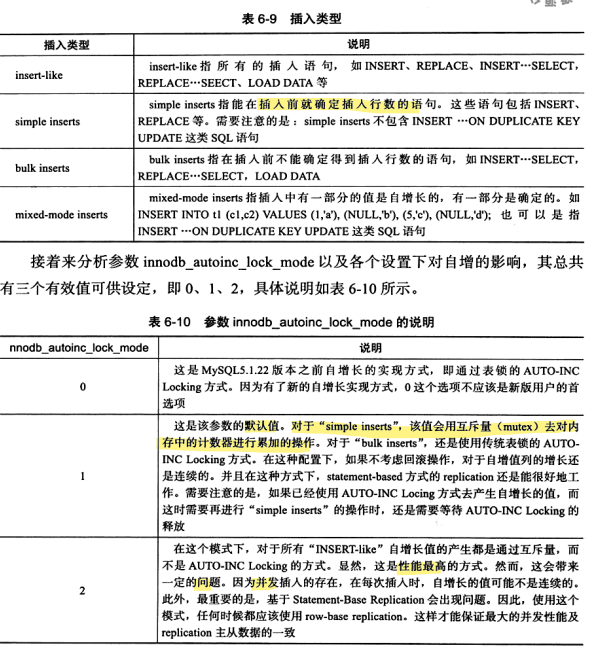 表 6-9 插入类型
插入类型 说明
insert-like insert-like 指所有的插入语句，如 INSERT、REPLACE、INSERT…SELECT，
REPLACE…SEECT、LOAD DATA 等
simple inserts simple inserts 指能在插入前就确定插入行数的语句。这些语句包括 INSERT、
REPLACE 等。需要注意的是：simple inserts 不包含 INSERT …ON DUPLICATE KEY
UPDATE 这类 SQL 语句
bulk inserts bulk inserts 指在插入前不能确定得到插入行数的语句，如 INSERT…SELECT，
REPLACE…SELECT，LOAD DATA
mixed-mode inserts mixed-mode inserts 指插入中有一部分的值是自增长的，有一部分是确定的。如
INSERT INTO t1 (c1,c2) VALUES (1,'a'), (NULL,'b'), (5,'c'), (NULL,'d'); 也可以是指
INSERT …ON DUPLICATE KEY UPDATE 这类 SQL 语句
接着来分析参数 innodb_autoinc_lock_mode 以及各个设置下对自增的影响，其总共
有三个有效值可供设定，即 0、1、2，具体说明如表 6-10 所示。
表 6-10 参数 innodb_autoinc_lock_mode 的说明
nnodb_autoinc_lock_mode 说明
0 这是 MySQL5.1.22 版本之前自增长的实现方式，即通过表锁的 AUTO-INC
Locking 方式。因为有了新的自增长实现方式，0 这个选项不应该是新版用户的首
选项
1 这是该参数的默认值。对于“simple inserts”，该值会用互斥量（mutex）去对内
存中的计数器进行累加的操作。对于“bulk inserts”，还是使用传统表锁的 AUTO-
INC Locking 方式。在这种配置下，如果不考虑回滚操作，对于自增值列的增长还
是连续的。并且在这种方式下，statement-based 方式的 replication 还是能很好地工
作。需要注意的是，如果已经使用 AUTO-INC Locing 方式去产生自增长的值，而
这时需要再进行“simple inserts”的操作时，还是需要等待 AUTO-INC Locking 的
释放
2 在这个模式下，对于所有“INSERT-like”自增长值的产生都是通过互斥量，而
不是 AUTO-INC Locking 的方式。显然，这是性能最高的方式。然而，这会带来
一定的问题。因为并发插入的存在，在每次插入时，自增长的值可能不是连续的。
此外，最重要的是，基于 Statement-Base Replication 会出现问题。因此，使用这个
模式，任何时候都应该使用 row-base replication。这样才能保证最大的并发性能及
replication 主从数据的一致